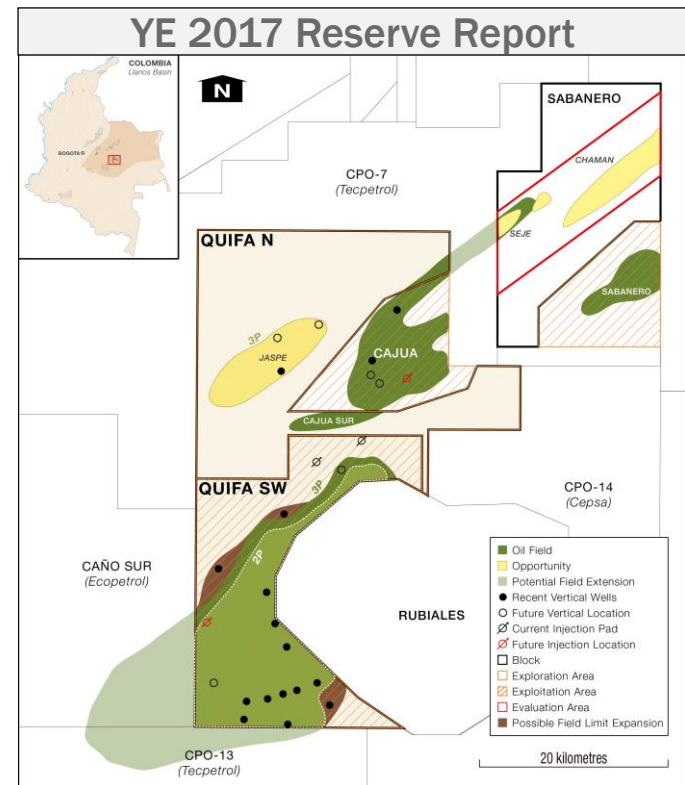 YE 2017 Reserve Report
COLOMBIA
Llanos Basin
BOGOTA
N
SABANERO
CHAMAN
CPO-7
(Tecpetrol)
SEJE
QUIFA N
SABANERO
3P
JASPE
CAJUA
CAJUA SUR
QUIFA SW
3P
CPO-14
(Cepsa)
2P
CAÑO SUR
(Ecopetrol)
RUBIALES
Oil Field
Opportunity
Potential Field Extension
Recent Vertical Wells
Future Vertical Location
Current Injection Pad
Future Injection Location
Block
Exploration Area
Exploitation Area
Evaluation Area
Possible Field Limit Expansion
CPO-13
(Tecpetrol)
20 kilometres